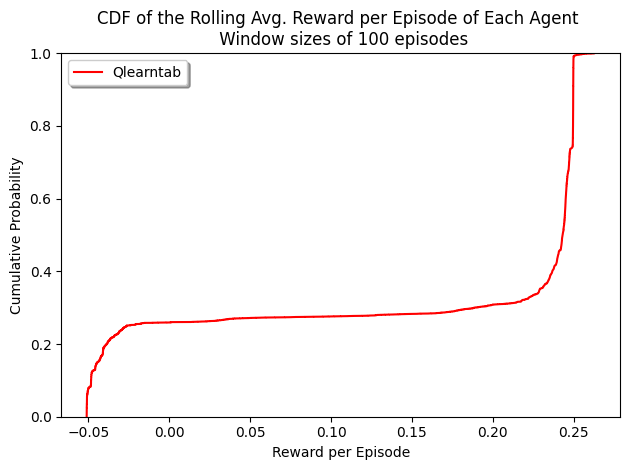 CDF of the Rolling Avg. Reward per Episode of Each Agent
Window sizes of 100 episodes
Qlearntab
Cumulative Probability
1.0
0.8
0.6
0.4
0.2
0.0
−0.05 0.00 0.05 0.10 0.15 0.20 0.25
Reward per Episode